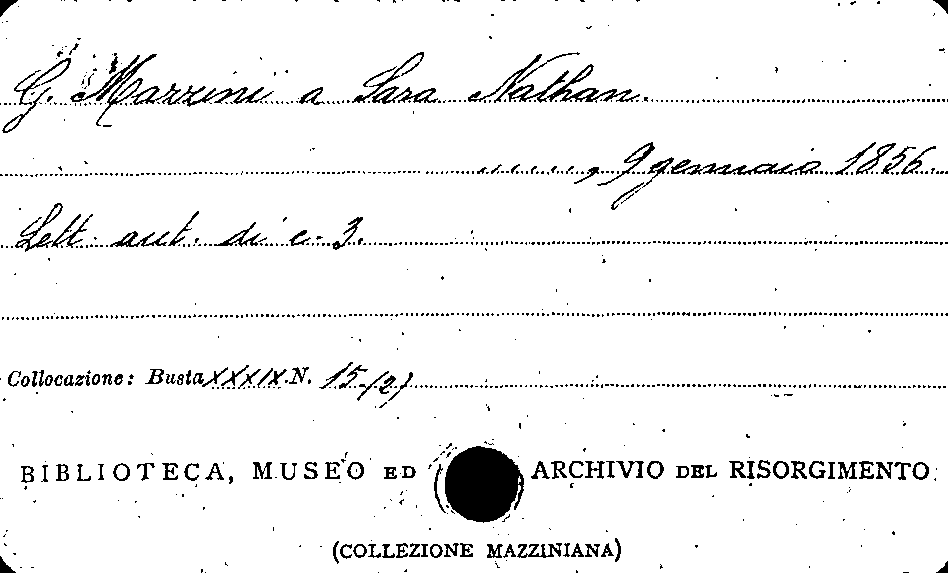 G. Mazzini a Sara Nathan.
......, 9 gennaio 1856.
Lett. aut. di c. 3.
Collocazione: Busta XXXIX N. 15 (2)
BIBLIOTECA, MUSEO ED ARCHIVIO DEL RISORGIMENTO
(COLLEZIONE MAZZINIANA)